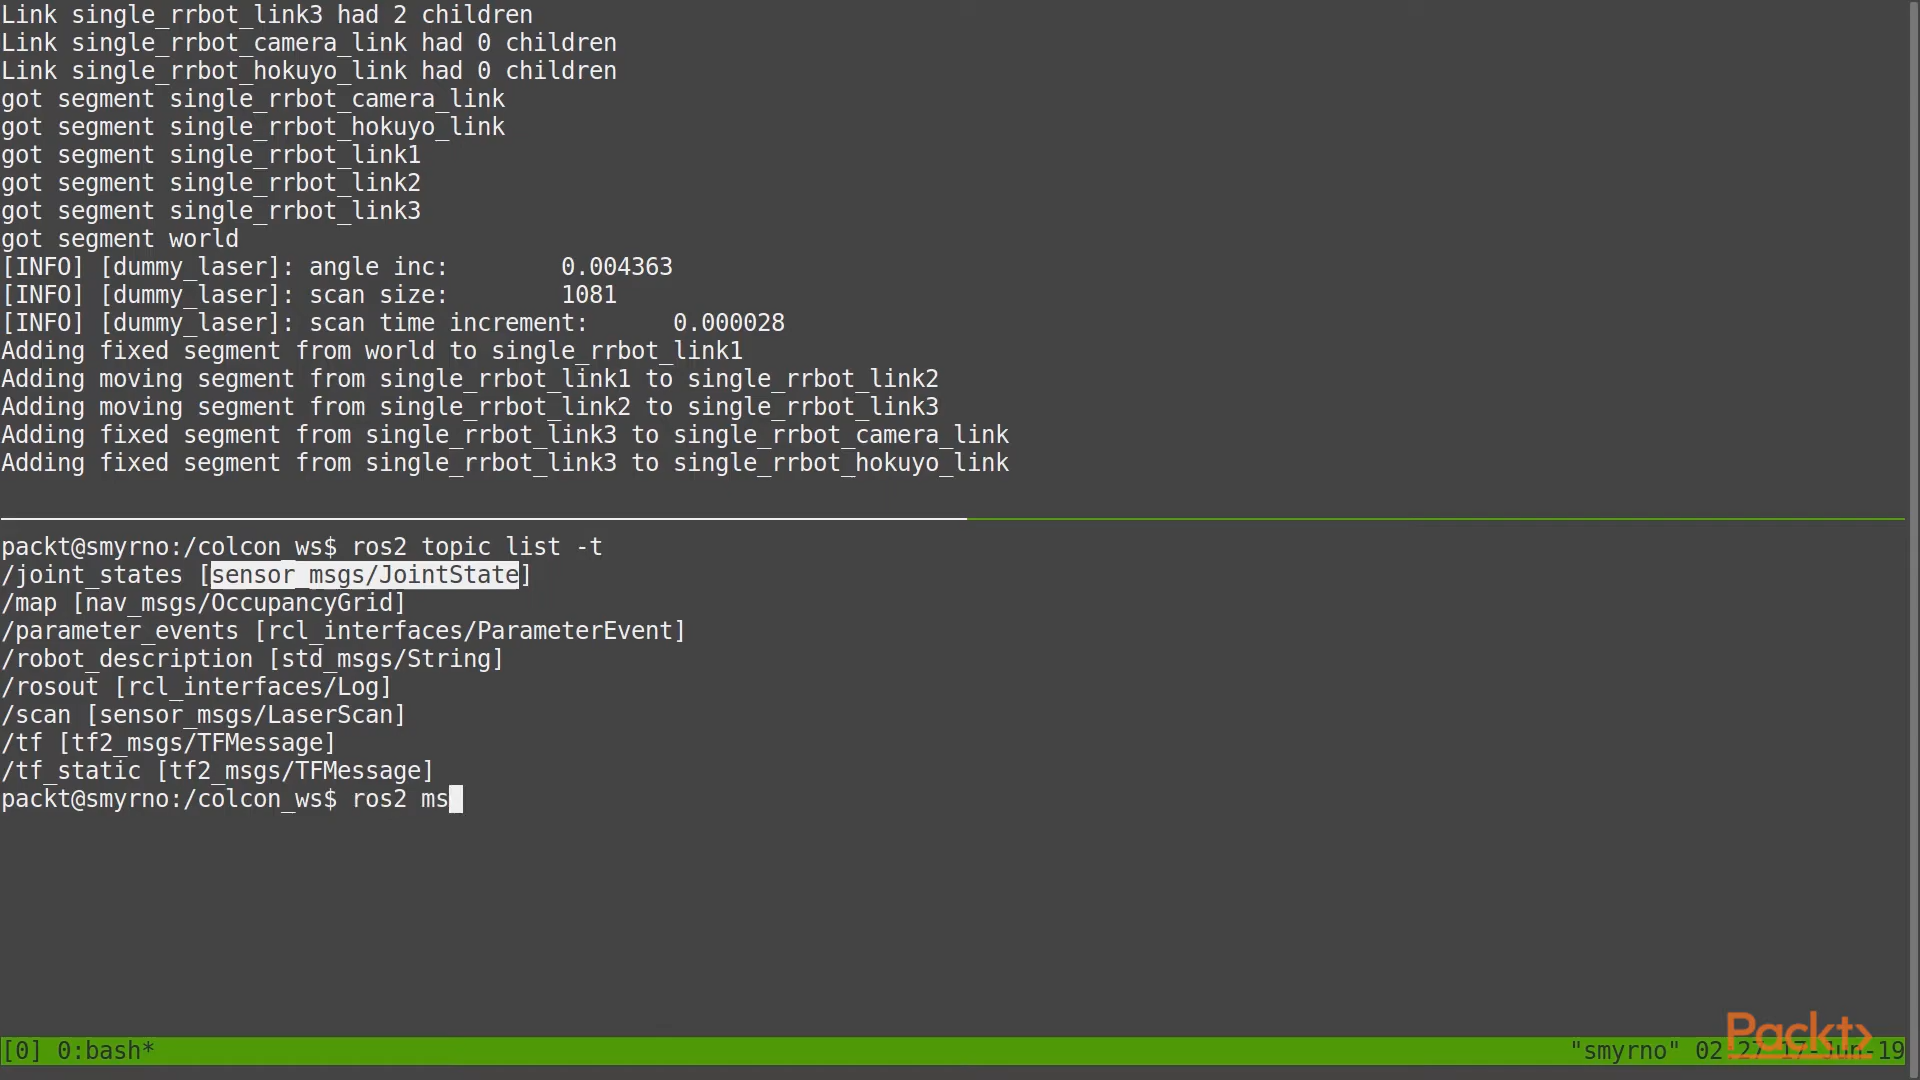 Link single_rrbot_link3 had 2 children
Link single_rrbot_camera_link had 0 children
Link single_rrbot_hokuyo_link had 0 children
got segment single_rrbot_camera_link
got segment single_rrbot_hokuyo_link
got segment single_rrbot_link1
got segment single_rrbot_link2
got segment single_rrbot_link3
got segment world
[INFO] [dummy_laser]: angle inc:        0.004363
[INFO] [dummy_laser]: scan size:        1081
[INFO] [dummy_laser]: scan time increment:      0.000028
Adding fixed segment from world to single_rrbot_link1
Adding moving segment from single_rrbot_link1 to single_rrbot_link2
Adding moving segment from single_rrbot_link2 to single_rrbot_link3
Adding fixed segment from single_rrbot_link3 to single_rrbot_camera_link
Adding fixed segment from single_rrbot_link3 to single_rrbot_hokuyo_link
packt@smyrno:/colcon_ws$ ros2 topic list -t
/joint_states [sensor_msgs/JointState]
/map [nav_msgs/OccupancyGrid]
/parameter_events [rcl_interfaces/ParameterEvent]
/robot_description [std_msgs/String]
/rosout [rcl_interfaces/Log]
/scan [sensor_msgs/LaserScan]
/tf [tf2_msgs/TFMessage]
/tf_static [tf2_msgs/TFMessage]
packt@smyrno:/colcon_ws$ ros2 ms
Packt>
[0] 0:bash* "smyrno" 02:27 17-Jun-19